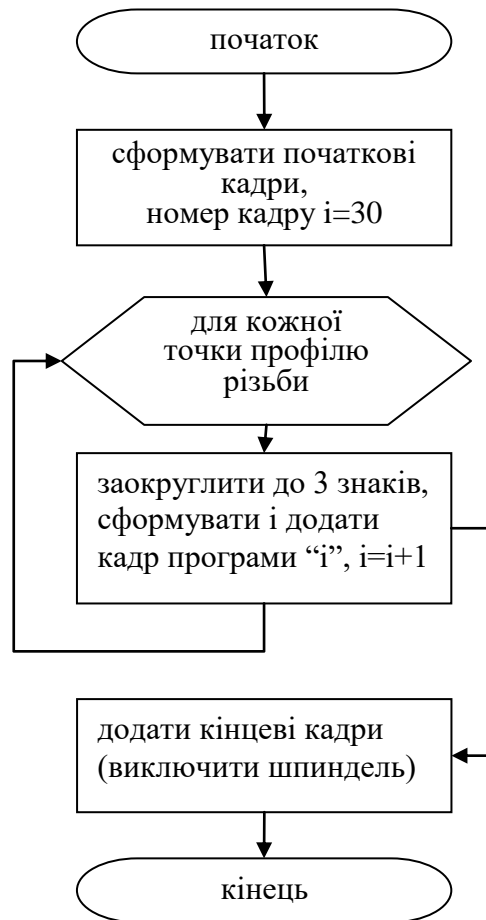 початок
сформувати початкові
кадри,
номер кадру i=30
для кожної
точки профілю
різьби
заокруглити до 3 знаків,
сформувати і додати
кадр програми “i”, i=i+1
додати кінцеві кадри
(виключити шпиндель)
кінець